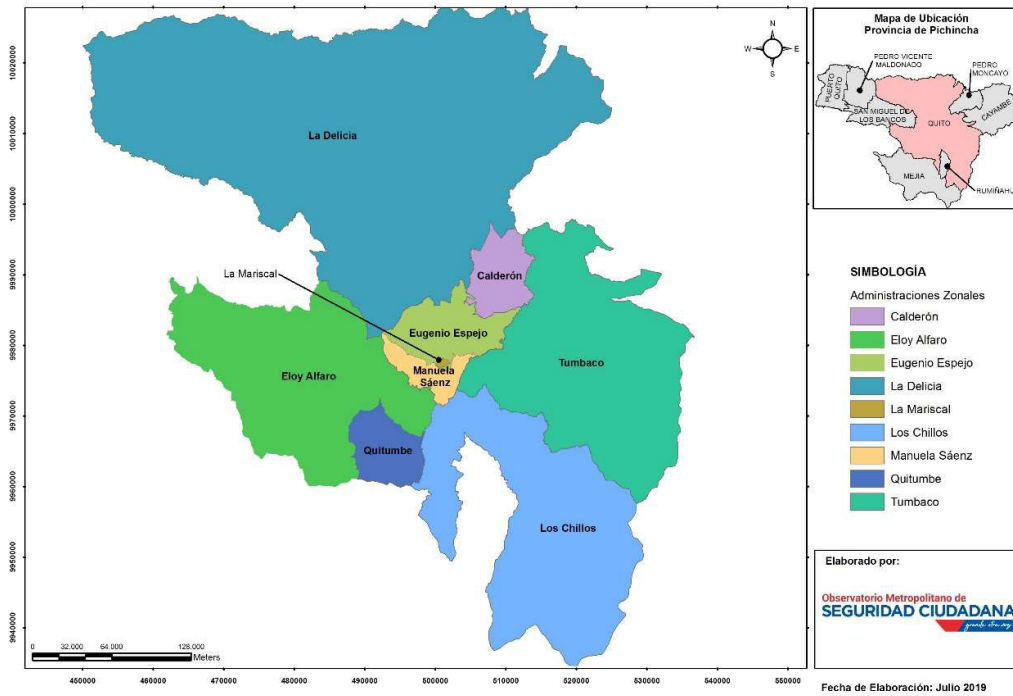 N
W
E
S
10020000
10010000
10000000
9990000
9980000
9970000
9960000
9950000
9940000
La Delicia
Calderón
La Mariscal
Eugenio Espejo
Eloy Alfaro
Manuela
Sáenz
Tumbaco
Quitumbe
Los Chillos
0
32.000
64.000
128.000
Meters
450000
460000
470000
480000
490000
500000
510000
520000
530000
540000
550000
Mapa de Ubicación
Provincia de Pichincha
PEDRO VICENTE
MALDONADO
PEDRO
MONCAYO
PUERTO
QUITO
SAN MIGUEL DE
LOS BANCOS
QUITO
CAYAMBE
MEJIA
RUMIÑAHU
SIMBOLOGÍA
Administraciones Zonales
Calderón
Eloy Alfaro
Eugenio Espejo
La Delicia
La Mariscal
Los Chillos
Manuela Sáenz
Quitumbe
Tumbaco
Elaborado por:
Observatorio Metropolitano de
SEGURIDAD CIUDADANA
grande otra vez
Fecha de Elaboración: Julio 2019